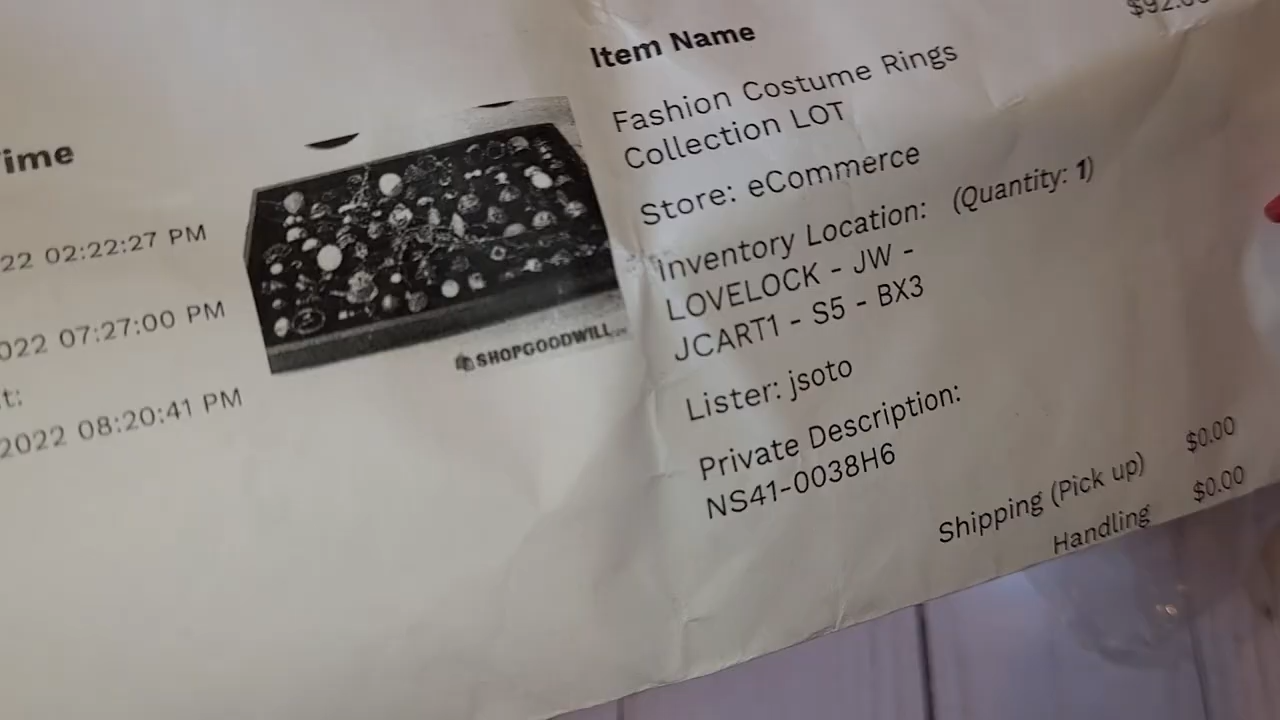 Item Name
Fashion Costume Rings
Collection LOT
Store: eCommerce
Inventory Location: (Quantity: 1)
LOVELOCK - JW -
JCART1 - S5 - BX3
Lister: jsoto
Private Description:
NS41-0038H6
Shipping (Pick up) $0.00
Handling $0.00
ime
22 02:22:27 PM
022 07:27:00 PM
t:
2022 08:20:41 PM
SHOPGOODWILL